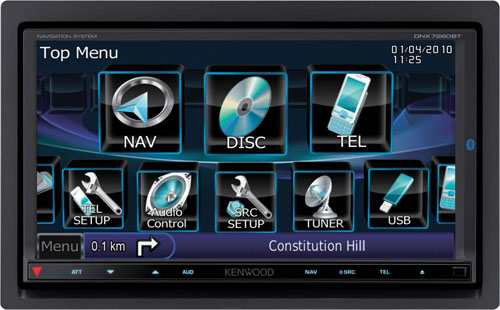 NAVIGATION SYSTEM
DNX7260BT
Top Menu
01/04/2010
11:25
NAV
DISC
TEL
TEL
SETUP
Audio
Control
SRC
SETUP
TUNER
USB
Menu
0.1 km
Constitution Hill
ATT
AUD
KENWOOD
NAV
SRC
TEL